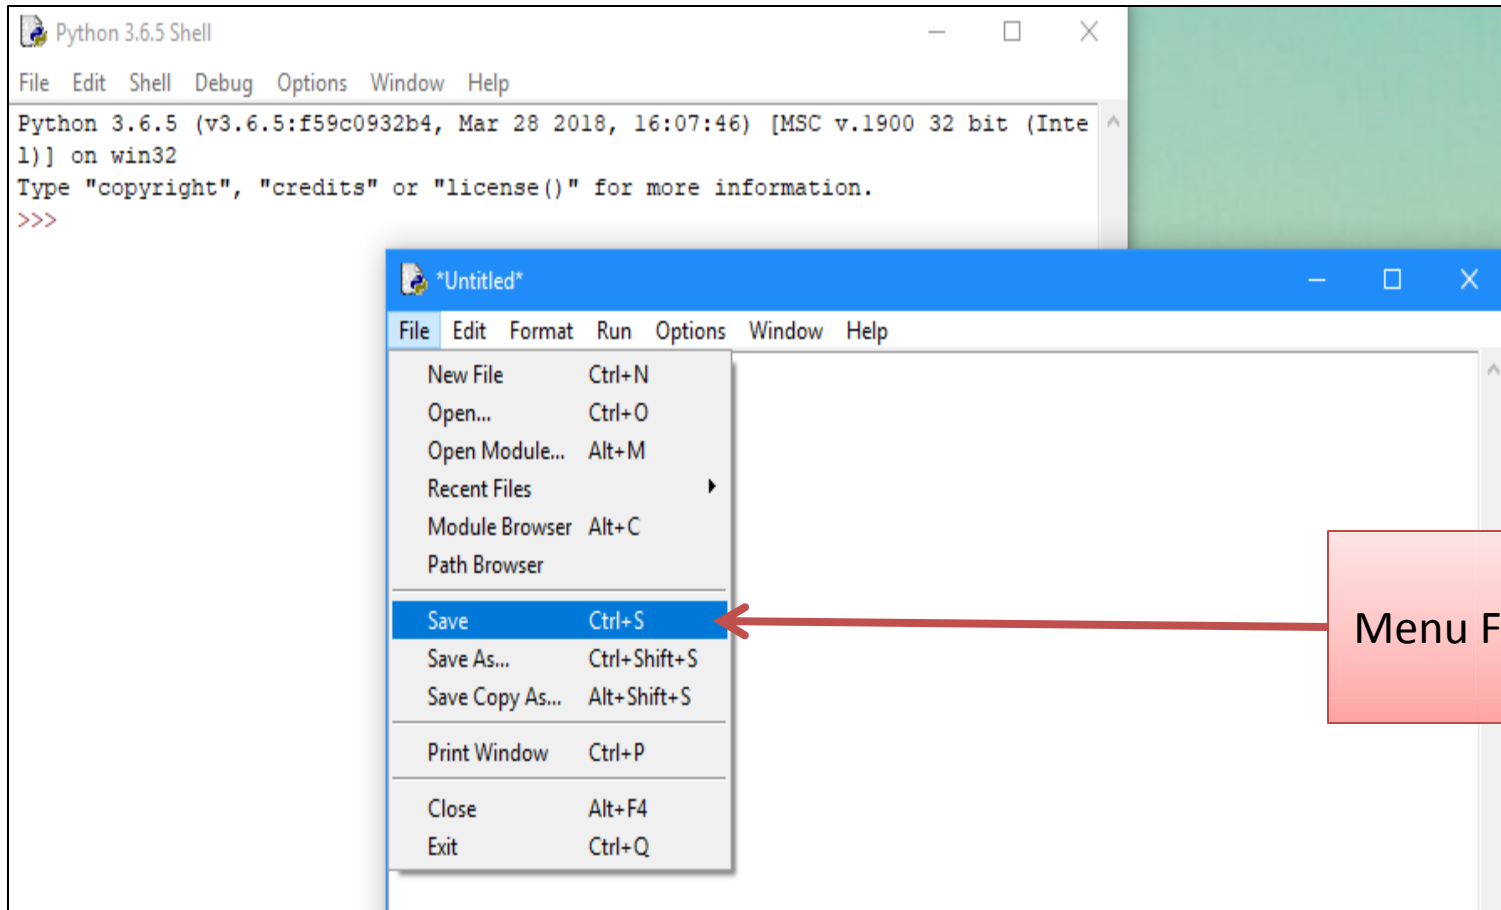 Python 3.6.5 Shell
File Edit Shell Debug Options Window Help
Python 3.6.5 (v3.6.5:f59c0932b4, Mar 28 2018, 16:07:46) [MSC v.1900 32 bit (Inte
l)] on win32
Type "copyright", "credits" or "license()" for more information.
>>>
*Untitled*
File Edit Format Run Options Window Help
New File Ctrl+N
Open... Ctrl+O
Open Module... Alt+M
Recent Files
Module Browser Alt+C
Path Browser
Save Ctrl+S
Save As... Ctrl+Shift+S
Save Copy As... Alt+Shift+S
Print Window Ctrl+P
Close Alt+F4
Exit Ctrl+Q
Menu F